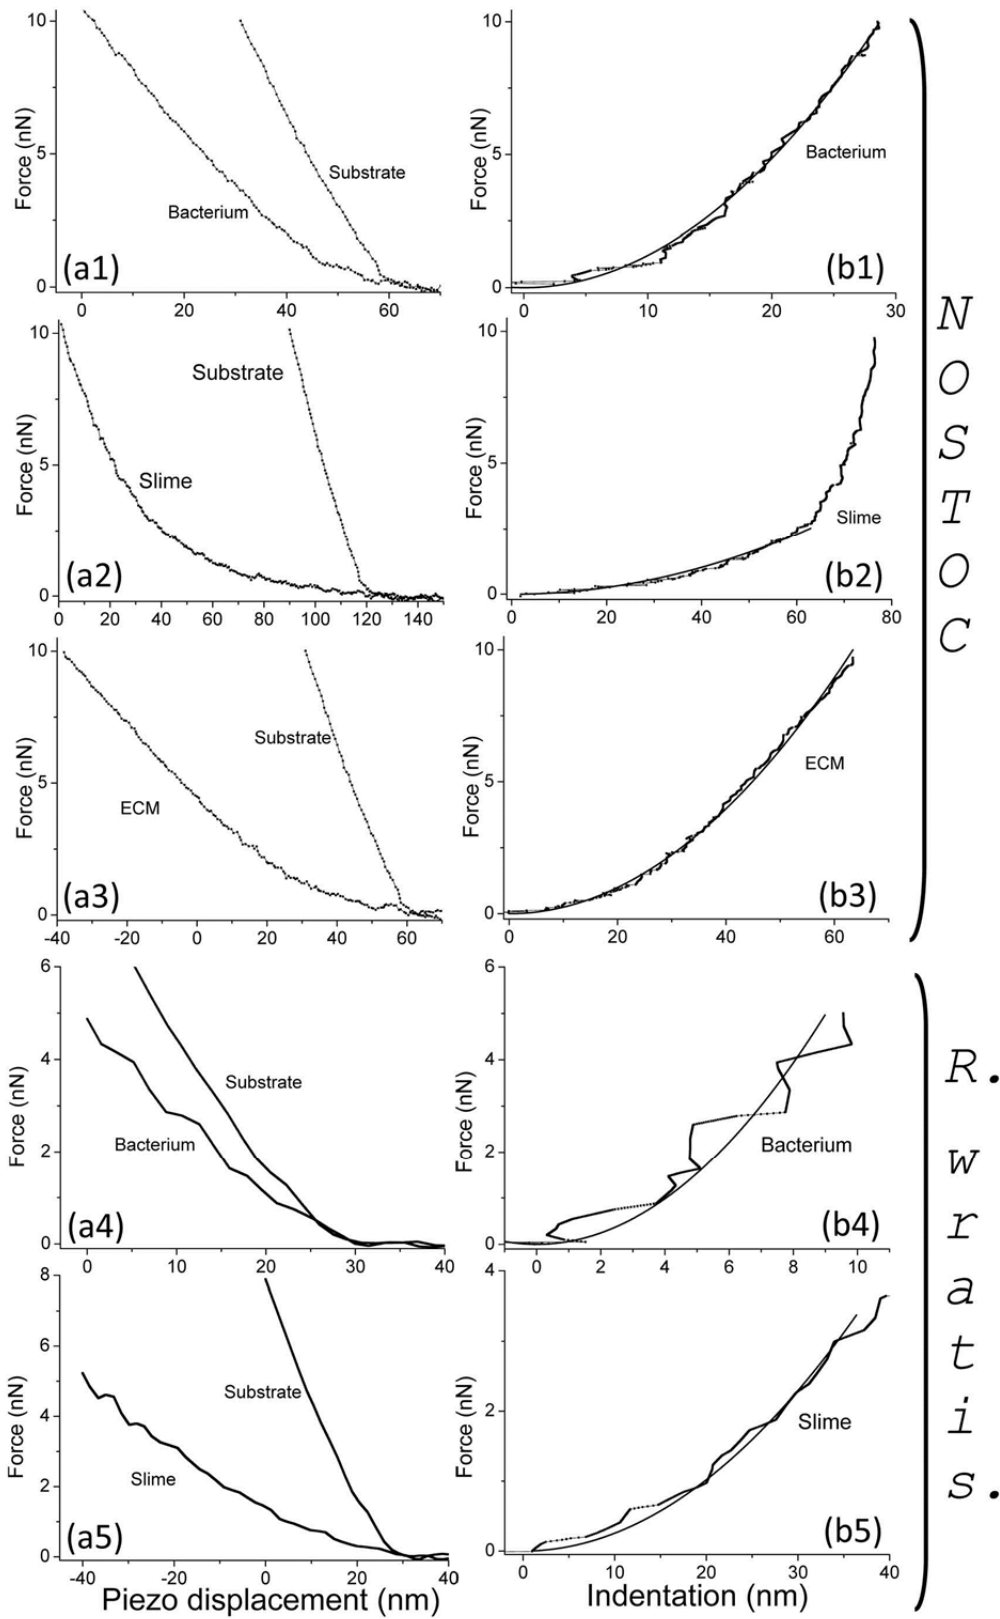 10
5
0
Force (nN)
Substrate
Bacterium
(a1)
0 20 40 60
10
5
0
Force (nN)
Bacterium
(b1)
0 10 20 30
10
5
0
Force (nN)
Substrate
Slime
(a2)
0 20 40 60 80 100 120 140
10
5
0
Force (nN)
Slime
(b2)
0 20 40 60 80
10
5
0
Force (nN)
Substrate
ECM
(a3)
-40 -20 0 20 40 60
10
5
0
Force (nN)
ECM
(b3)
0 20 40 60
NOSTOC
6
4
2
0
Force (nN)
Substrate
Bacterium
(a4)
0 10 20 30 40
6
4
2
0
Force (nN)
Bacterium
(b4)
0 2 4 6 8 10
8
6
4
2
0
Force (nN)
Substrate
Slime
(a5)
-40 -20 0 20 40
Piezo displacement (nm)
4
2
0
Force (nN)
Slime
(b5)
0 10 20 30 40
Indentation (nm)
R. wratis.